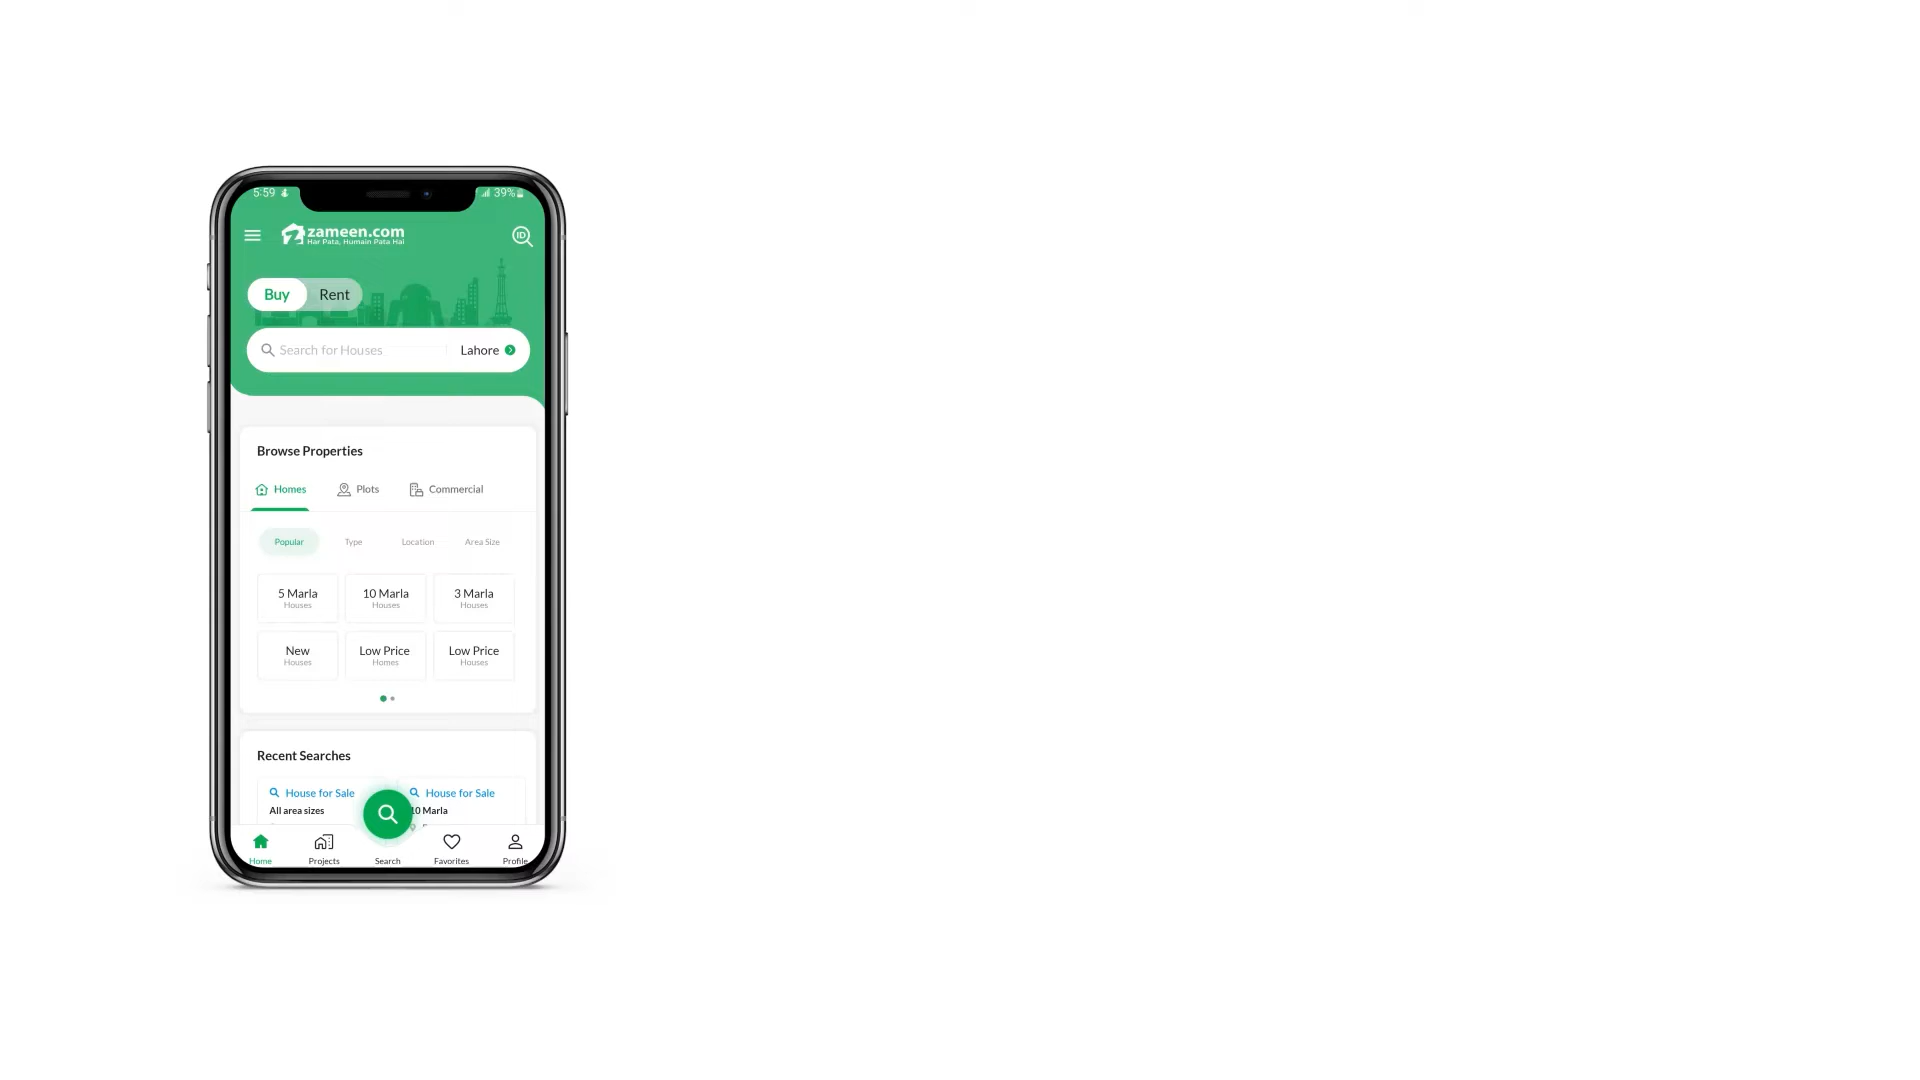 5:59
39%
zameen.com
Har Pata, Humain Pata Hai
ID
Buy Rent
Search for Houses Lahore
Browse Properties
Homes Plots Commercial
Popular Type Location Area Size
5 Marla 10 Marla 3 Marla
Houses Houses Houses
New Low Price Low Price
Houses Homes Houses
Recent Searches
House for Sale House for Sale
All area sizes 10 Marla
Home Projects Search Favorites Profile